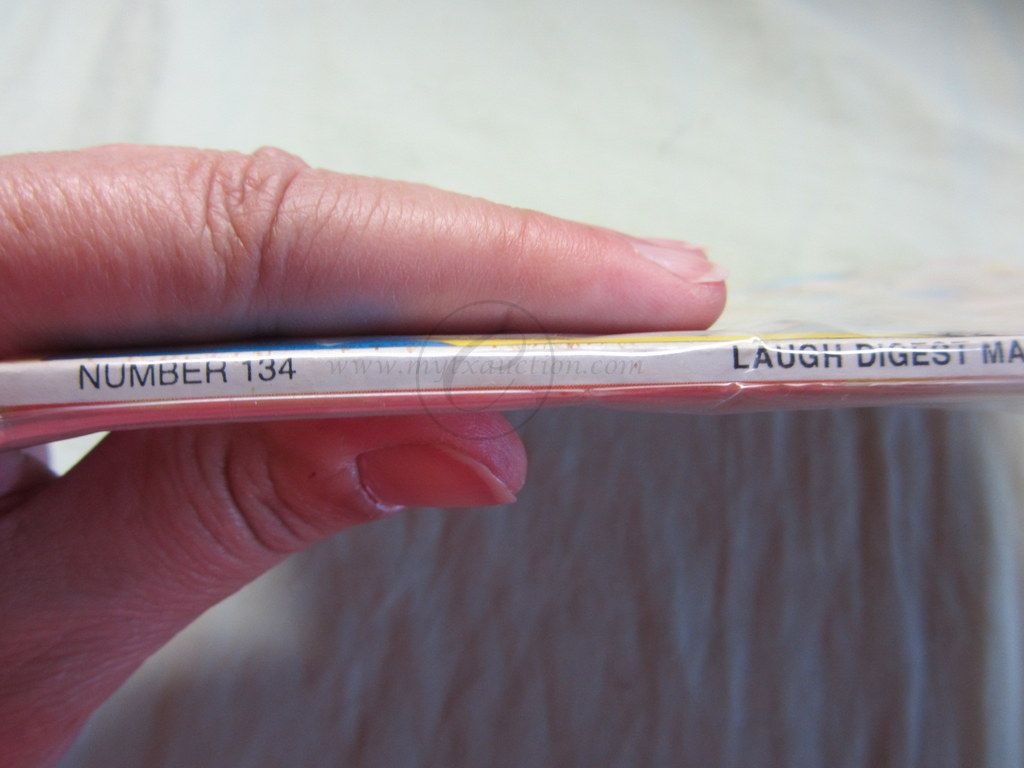 NUMBER 134
www.mytxauction.com
LAUGH DIGEST MA